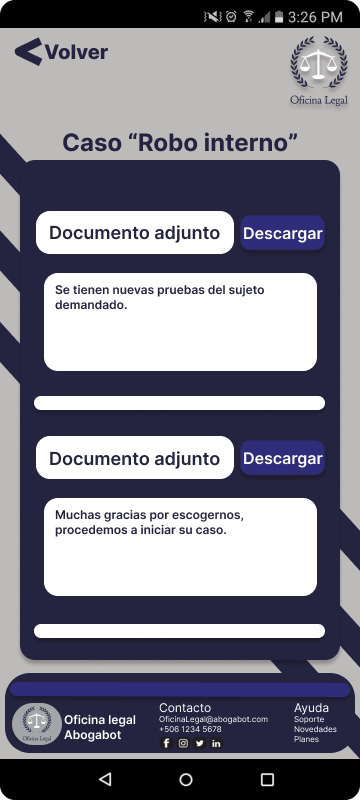 3:26 PM
Volver
Oficina Legal
Caso “Robo interno”
Documento adjunto
Descargar
Se tienen nuevas pruebas del sujeto
demandado.
Documento adjunto
Descargar
Muchas gracias por escogernos,
procedemos a iniciar su caso.
Oficina legal
Abogabot
Contacto
OficinaLegal@abogabot.com
+506 1234 5678
Ayuda
Soporte
Novedades
Planes